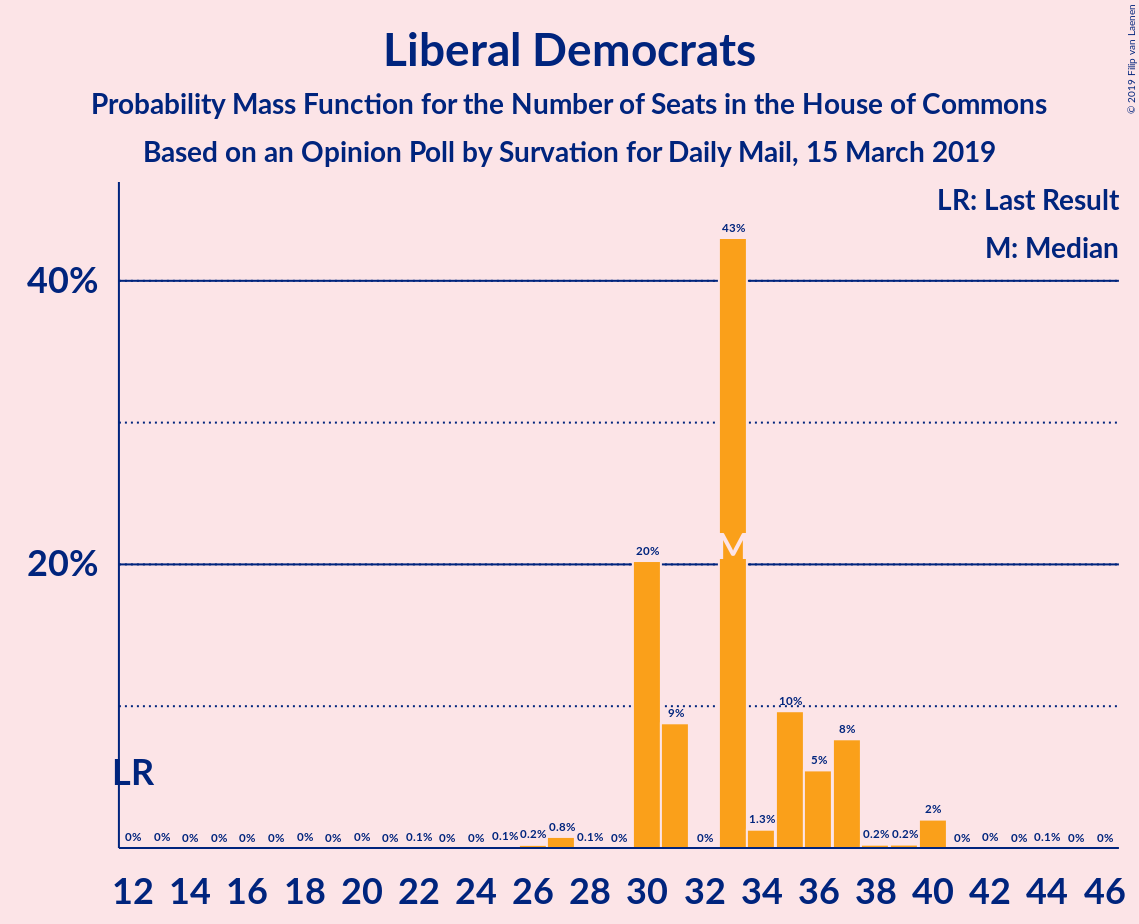 Liberal Democrats
Probability Mass Function for the Number of Seats in the House of Commons
Based on an Opinion Poll by Survation for Daily Mail, 15 March 2019
© 2019 Filip van Laenen
LR: Last Result
M: Median
43%
40%
M
20%
20%
10%
9%
8%
5%
LR
2%
1.3%
0.8%
0% 0% 0% 0% 0% 0% 0% 0% 0% 0% 0.1% 0% 0% 0.1% 0.2% 0.1% 0% 0% 0.2% 0.2% 0% 0% 0% 0.1% 0% 0%
12 14 16 18 20 22 24 26 28 30 32 34 36 38 40 42 44 46